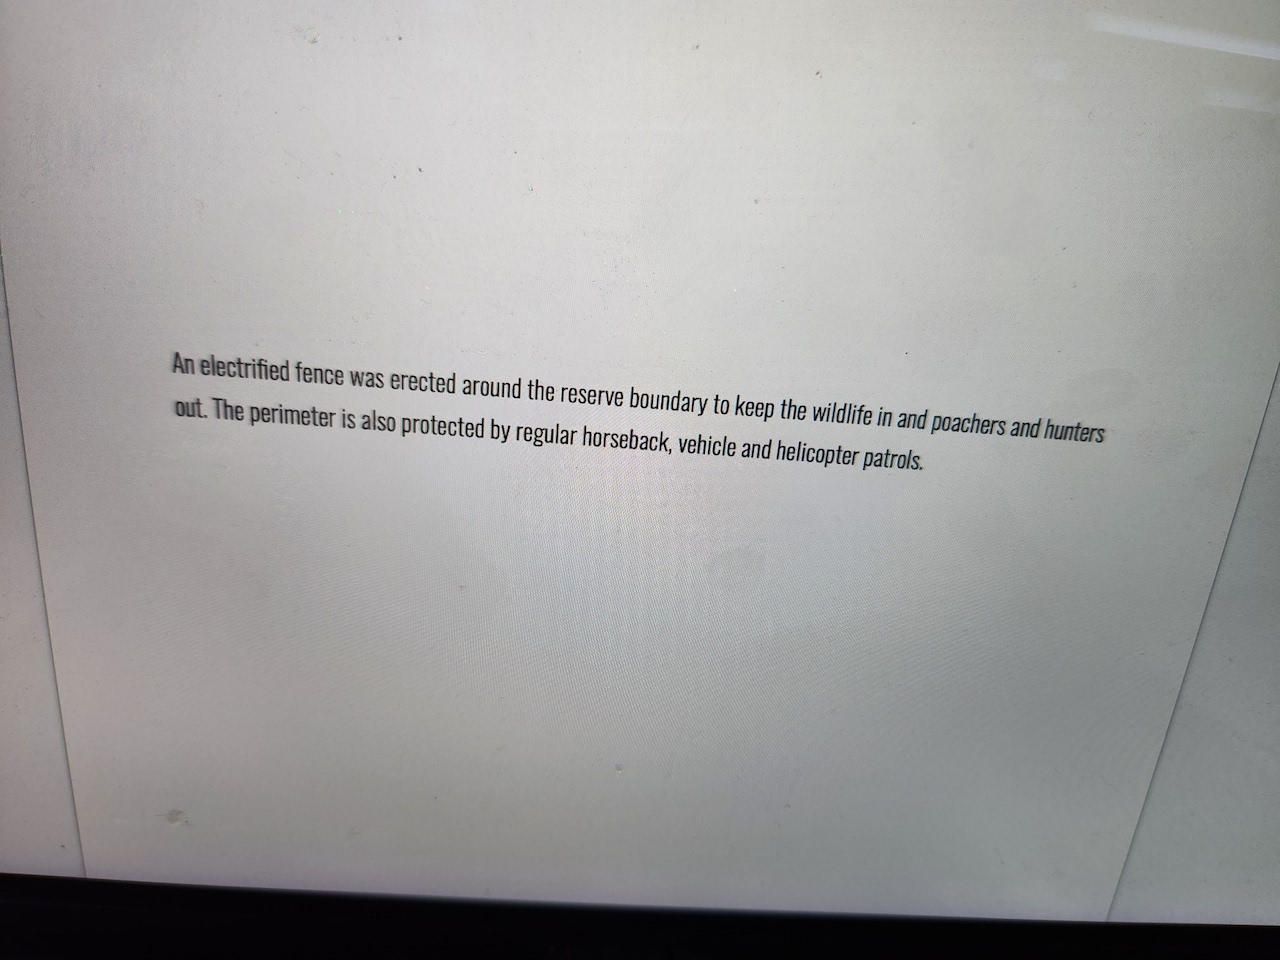 An electrified fence was erected around the reserve boundary to keep the wildlife in and poachers and hunters
out. The perimeter is also protected by regular horseback, vehicle and helicopter patrols.